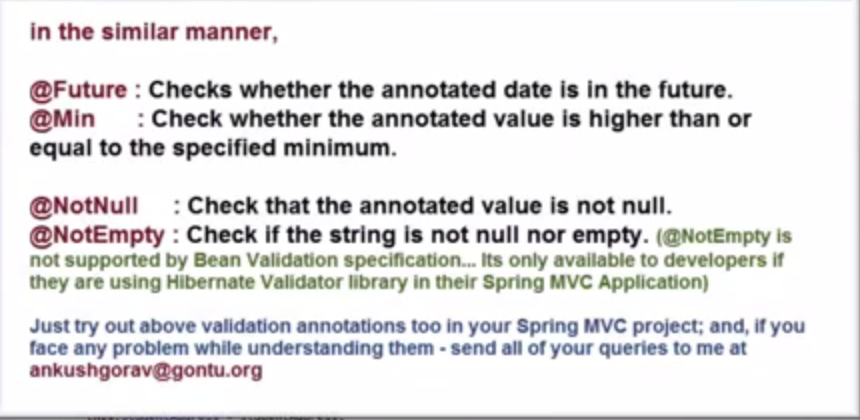 in the similar manner,
@Future : Checks whether the annotated date is in the future.
@Min : Check whether the annotated value is higher than or
equal to the specified minimum.
@NotNull : Check that the annotated value is not null.
@NotEmpty : Check if the string is not null nor empty. (@NotEmpty is
not supported by Bean Validation specification... Its only available to developers if
they are using Hibernate Validator library in their Spring MVC Application)
Just try out above validation annotations too in your Spring MVC project; and, if you
face any problem while understanding them - send all of your queries to me at
ankushgorav@gontu.org